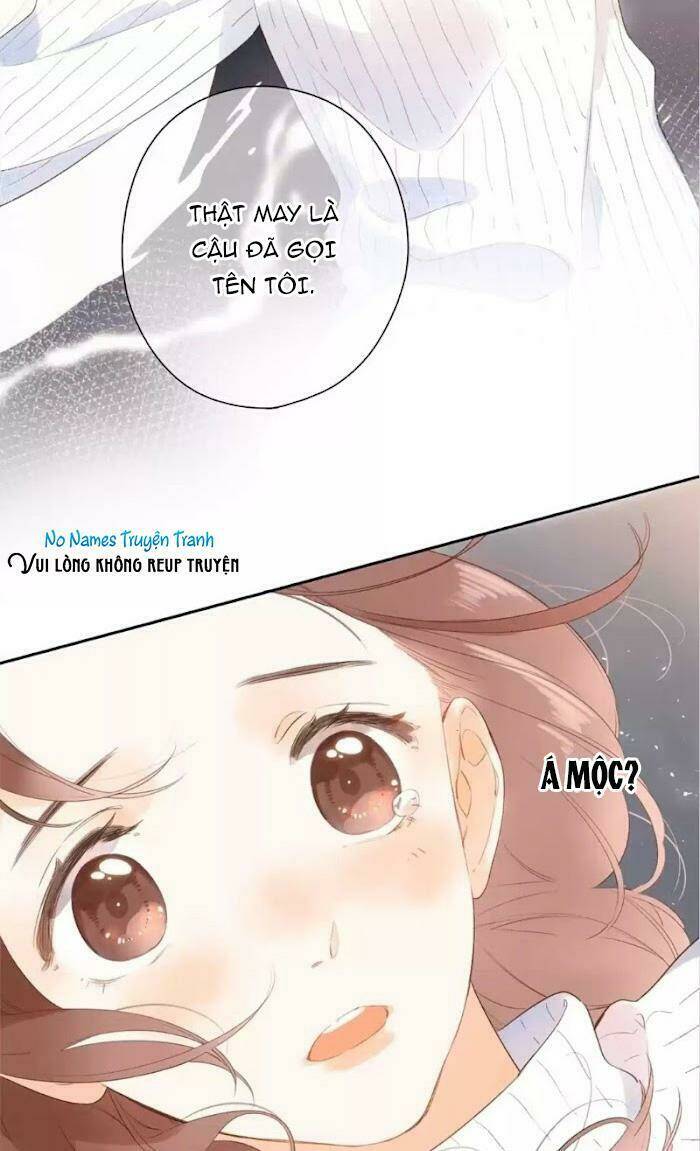 THẬT MAY LÀ
CẬU ĐÃ GỌI
TÊN TÔI.
No Names Truyện Tranh
VUI LÒNG KHÔNG REUP TRUYỆN
Á MỘC?